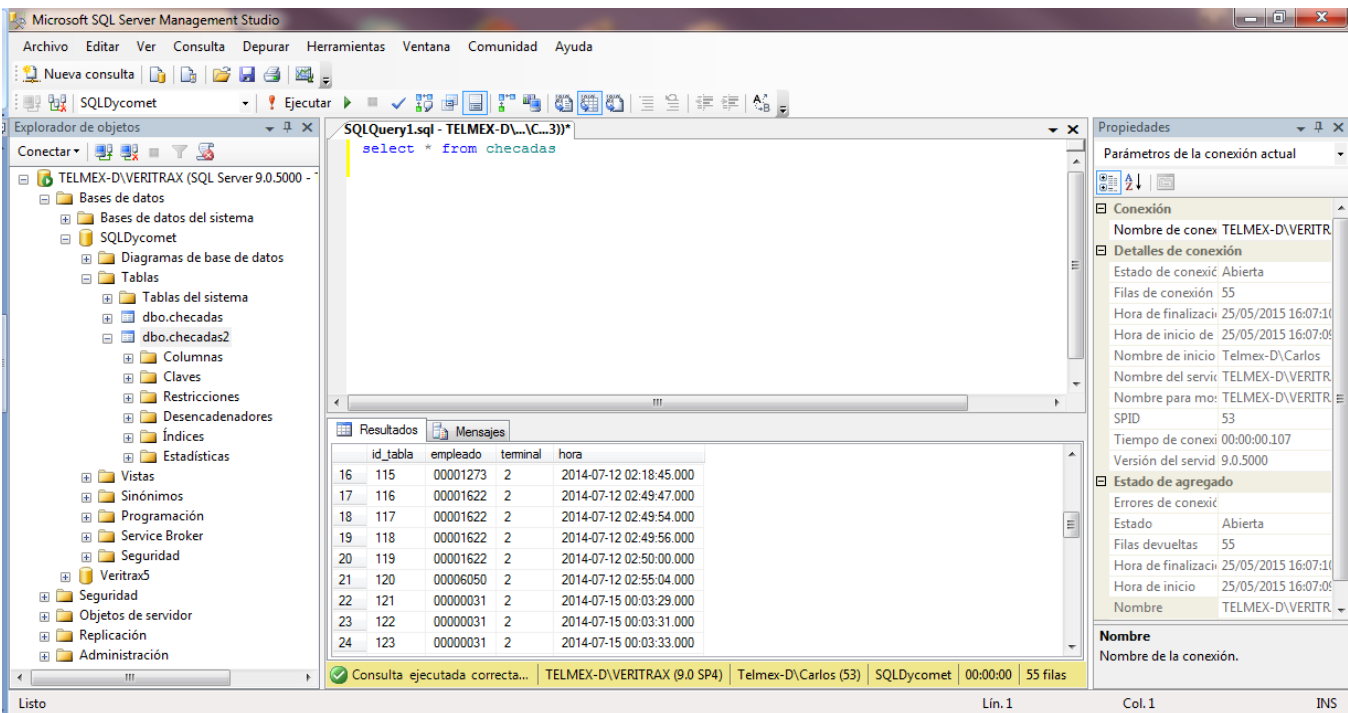 Microsoft SQL Server Management Studio
Archivo Editar Ver Consulta Depurar Herramientas Ventana Comunidad Ayuda
Nueva consulta
SQLDycomet Ejecutar
Explorador de objetos
Conectar
TELMEX-D\VERITRAX (SQL Server 9.0.5000 -
Bases de datos
Bases de datos del sistema
SQLDycomet
Diagramas de base de datos
Tablas
Tablas del sistema
dbo.checadas
dbo.checadas2
Columnas
Claves
Restricciones
Desencadenadores
Índices
Estadísticas
Vistas
Sinónimos
Programación
Service Broker
Seguridad
Veritrax5
Seguridad
Objetos de servidor
Replicación
Administración
SQLQuery1.sql - TELMEX-D\...\C...3))*
select * from checadas
Resultados Mensajes
id_tabla empleado terminal hora
16 115 00001273 2 2014-07-12 02:18:45.000
17 116 00001622 2 2014-07-12 02:49:47.000
18 117 00001622 2 2014-07-12 02:49:54.000
19 118 00001622 2 2014-07-12 02:49:56.000
20 119 00001622 2 2014-07-12 02:50:00.000
21 120 00006050 2 2014-07-12 02:55:04.000
22 121 00000031 2 2014-07-15 00:03:29.000
23 122 00000031 2 2014-07-15 00:03:31.000
24 123 00000031 2 2014-07-15 00:03:33.000
Consulta ejecutada correcta... TELMEX-D\VERITRAX (9.0 SP4) Telmex-D\Carlos (53) SQLDycomet 00:00:00 55 filas
Propiedades
Parámetros de la conexión actual
Conexión
Nombre de conex TELMEX-D\VERITR
Detalles de conexión
Estado de conexió Abierta
Filas de conexión 55
Hora de finalizaci 25/05/2015 16:07:10
Hora de inicio de 25/05/2015 16:07:09
Nombre de inicio Telmex-D\Carlos
Nombre del servic TELMEX-D\VERITR
Nombre para mos TELMEX-D\VERITR
SPID 53
Tiempo de conexi 00:00:00.107
Versión del servid 9.0.5000
Estado de agregado
Errores de conexió
Estado Abierta
Filas devueltas 55
Hora de finalizaci 25/05/2015 16:07:10
Hora de inicio 25/05/2015 16:07:09
Nombre TELMEX-D\VERITR
Nombre
Nombre de la conexión.
Listo Lín. 1 Col. 1 INS